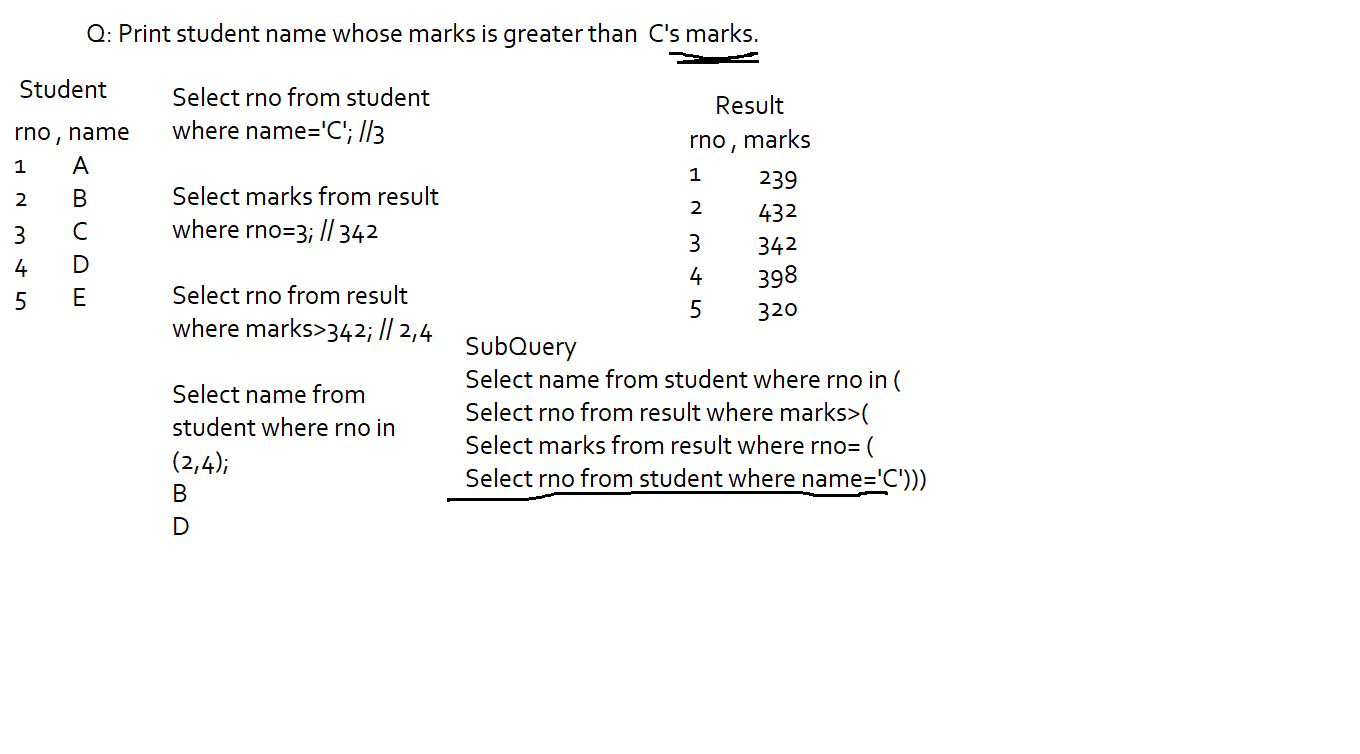 Q: Print student name whose marks is greater than C's marks.
Student
rno , name
1 A
2 B
3 C
4 D
5 E
Select rno from student
where name='C'; //3
Select marks from result
where rno=3; // 342
Select rno from result
where marks>342; // 2,4
Select name from
student where rno in
(2,4);
B
D
Result
rno , marks
1 239
2 432
3 342
4 398
5 320
SubQuery
Select name from student where rno in (
Select rno from result where marks>(
Select marks from result where rno= (
Select rno from student where name='C')))